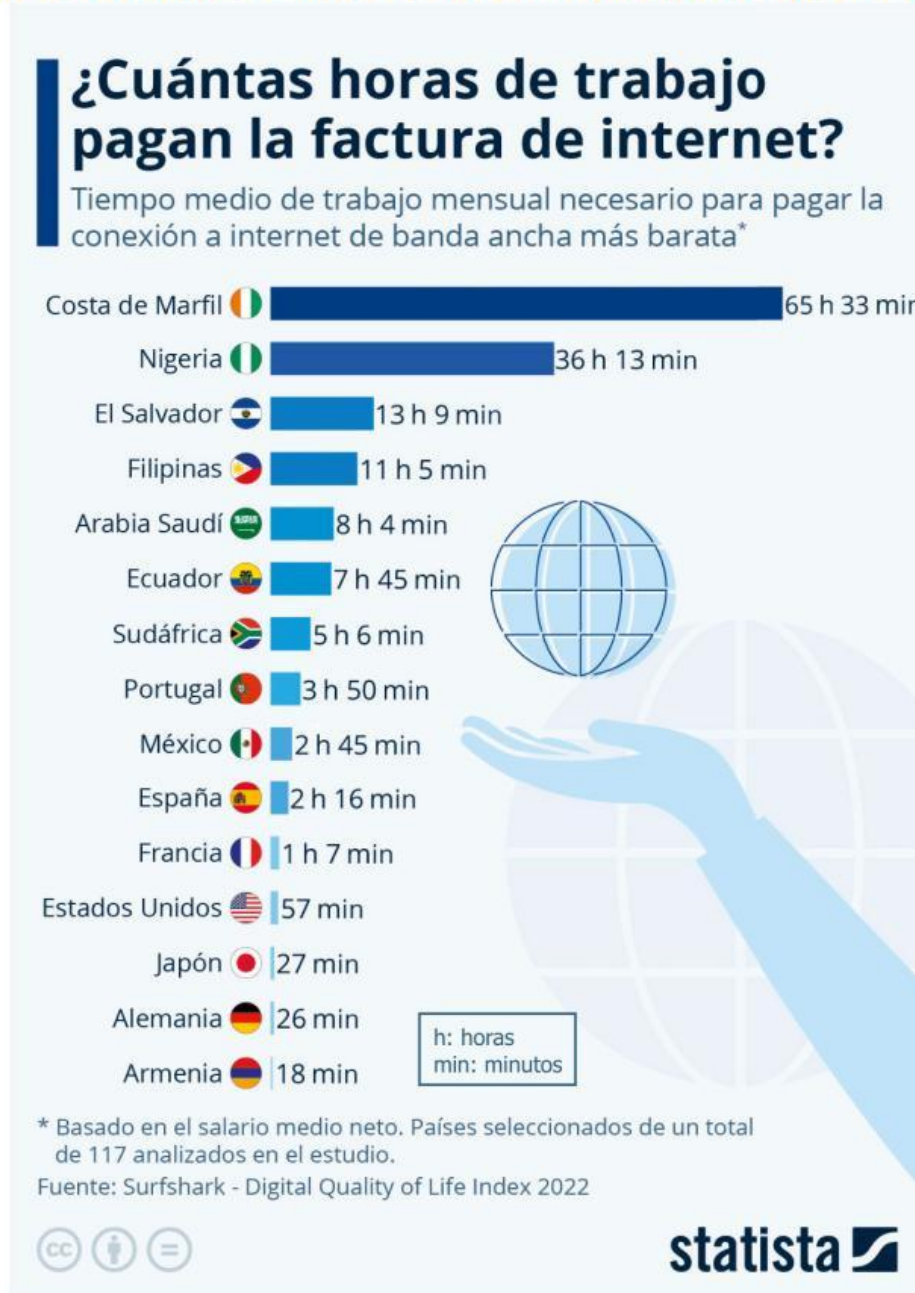 ¿Cuántas horas de trabajo
pagan la factura de internet?
Tiempo medio de trabajo mensual necesario para pagar la
conexión a internet de banda ancha más barata*
Costa de Marfil 65 h 33 min
Nigeria 36 h 13 min
El Salvador 13 h 9 min
Filipinas 11 h 5 min
Arabia Saudí 8 h 4 min
Ecuador 7 h 45 min
Sudáfrica 5 h 6 min
Portugal 3 h 50 min
México 2 h 45 min
España 2 h 16 min
Francia 1 h 7 min
Estados Unidos 57 min
Japón 27 min
Alemania 26 min
Armenia 18 min
h: horas
min: minutos
* Basado en el salario medio neto. Países seleccionados de un total
de 117 analizados en el estudio.
Fuente: Surfshark - Digital Quality of Life Index 2022
cc
statista